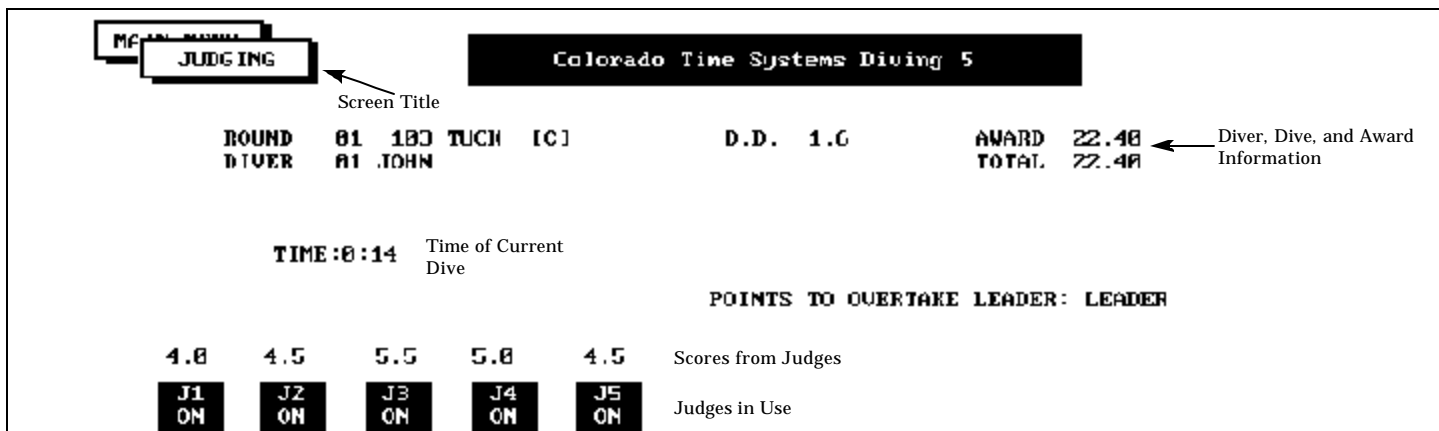 MAIN MENU
JUDGING
Colorado Time Systems Diving 5
Screen Title
ROUND 01 103 TUCK [C] D.D. 1.6 AWARD 22.40
DIVER 01 JOHN TOTAL 22.40
Diver, Dive, and Award
Information
TIME:0:14
Time of Current
Dive
POINTS TO OVERTAKE LEADER: LEADER
4.0 4.5 5.5 5.0 4.5 Scores from Judges
J1 J2 J3 J4 J5
ON ON ON ON ON
Judges in Use